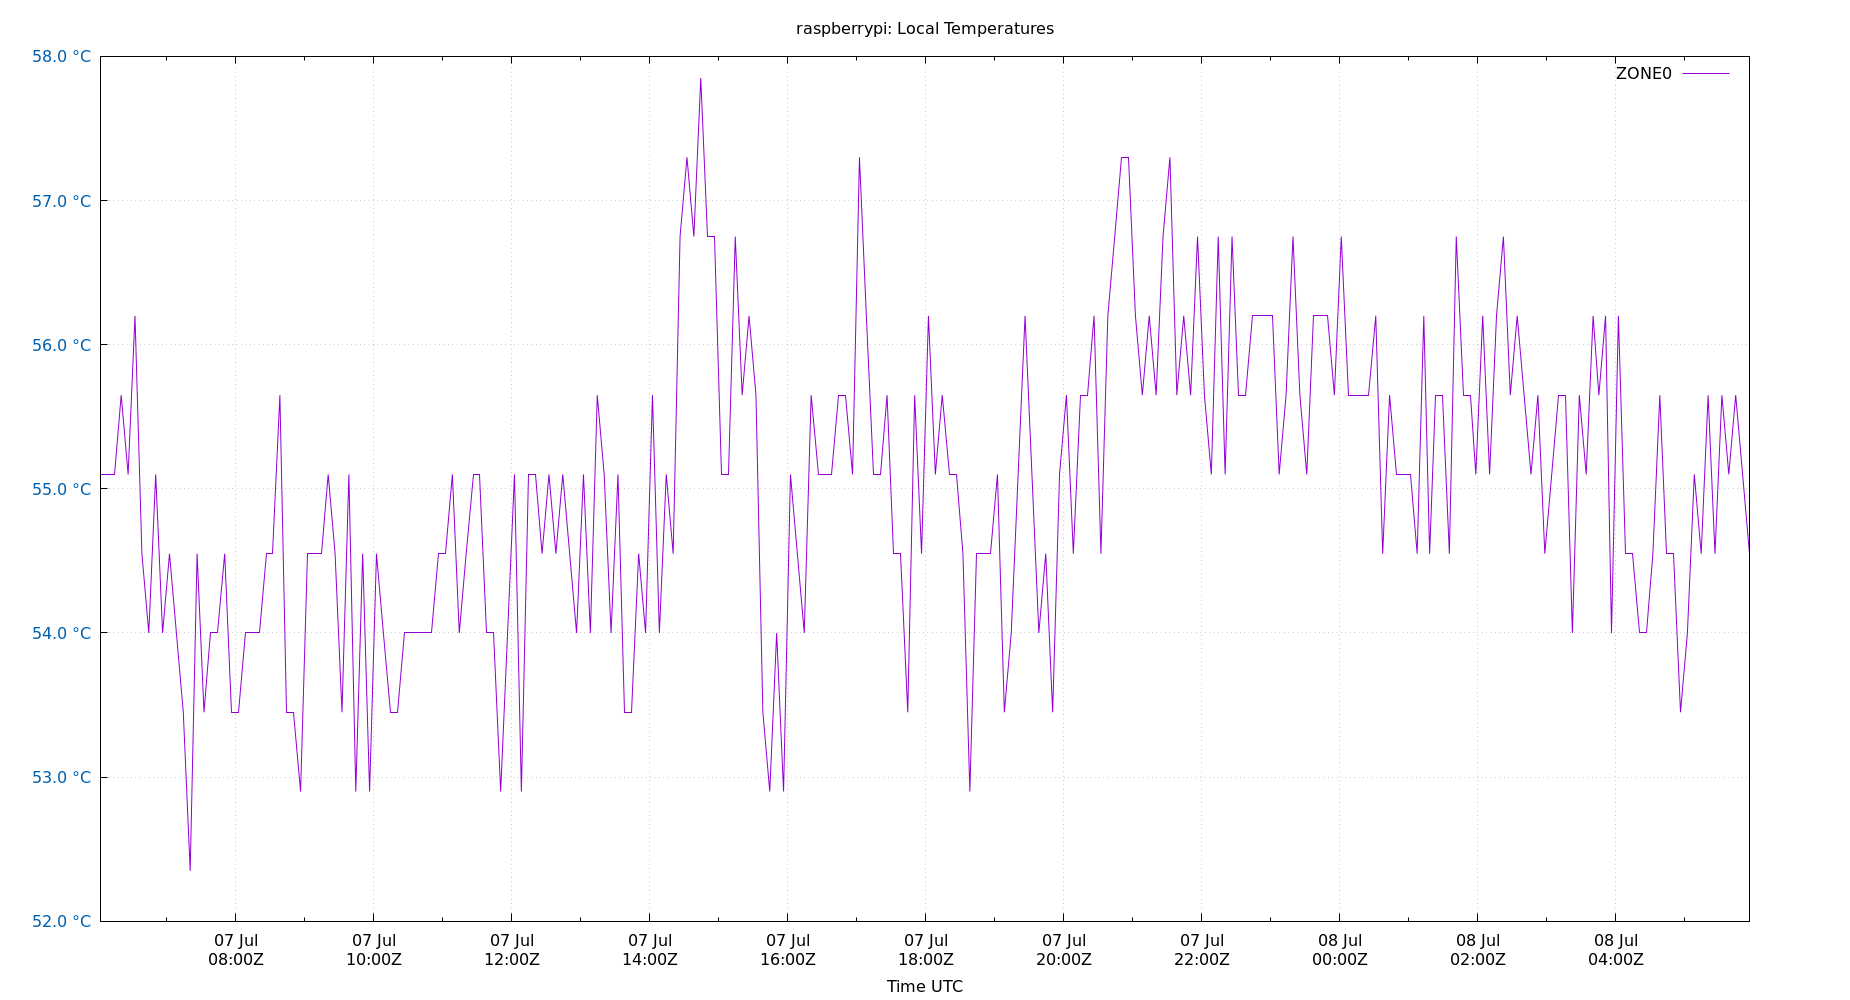 raspberrypi: Local Temperatures
58.0 °C
ZONE0
57.0 °C
56.0 °C
55.0 °C
54.0 °C
53.0 °C
52.0 °C
07 Jul 07 Jul 07 Jul 07 Jul 07 Jul 07 Jul 07 Jul 07 Jul 08 Jul 08 Jul 08 Jul
08:00Z 10:00Z 12:00Z 14:00Z 16:00Z 18:00Z 20:00Z 22:00Z 00:00Z 02:00Z 04:00Z
Time UTC